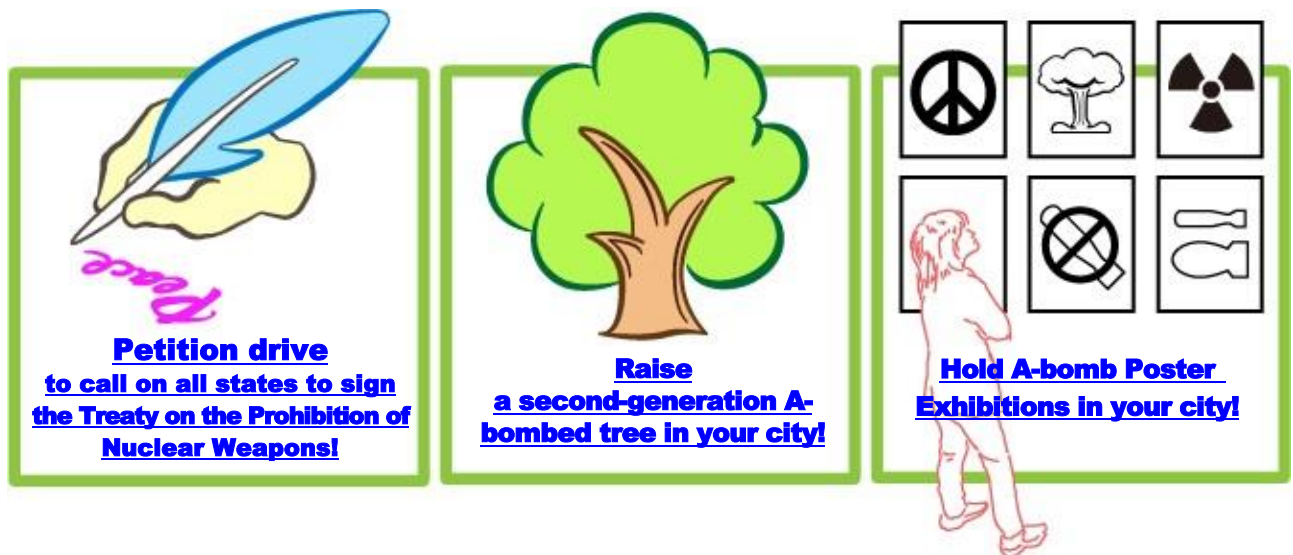 Peace
Petition drive
to call on all states to sign
the Treaty on the Prohibition of
Nuclear Weapons!
Raise
a second-generation A-
bombed tree in your city!
Hold A-bomb Poster
Exhibitions in your city!